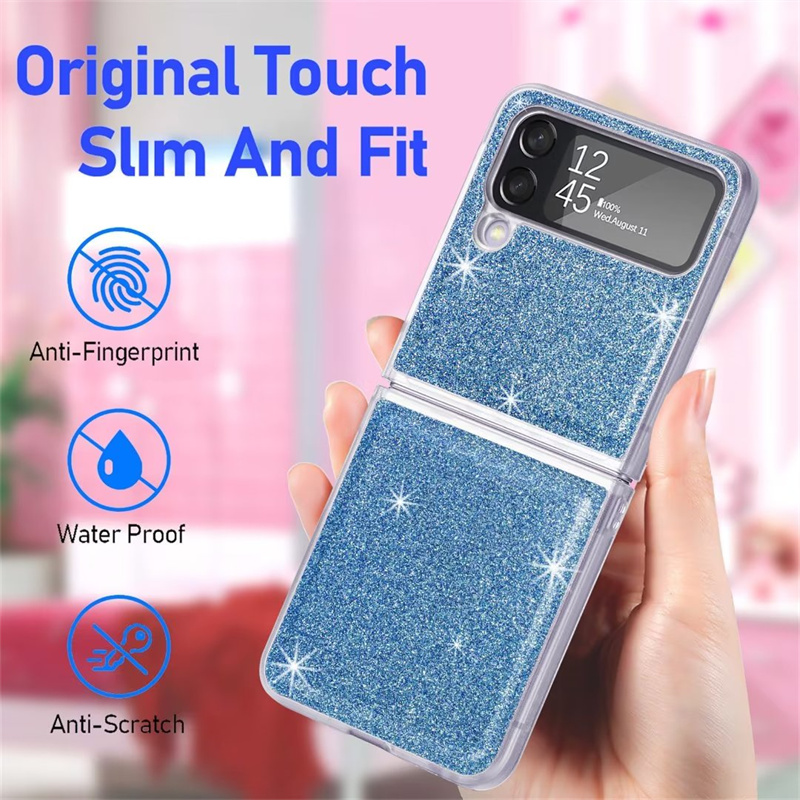 Original Touch
Slım And Fit
12
45
100%
Wed,August 11
Anti-Fingerprint
Water Proof
Anti-Scratch